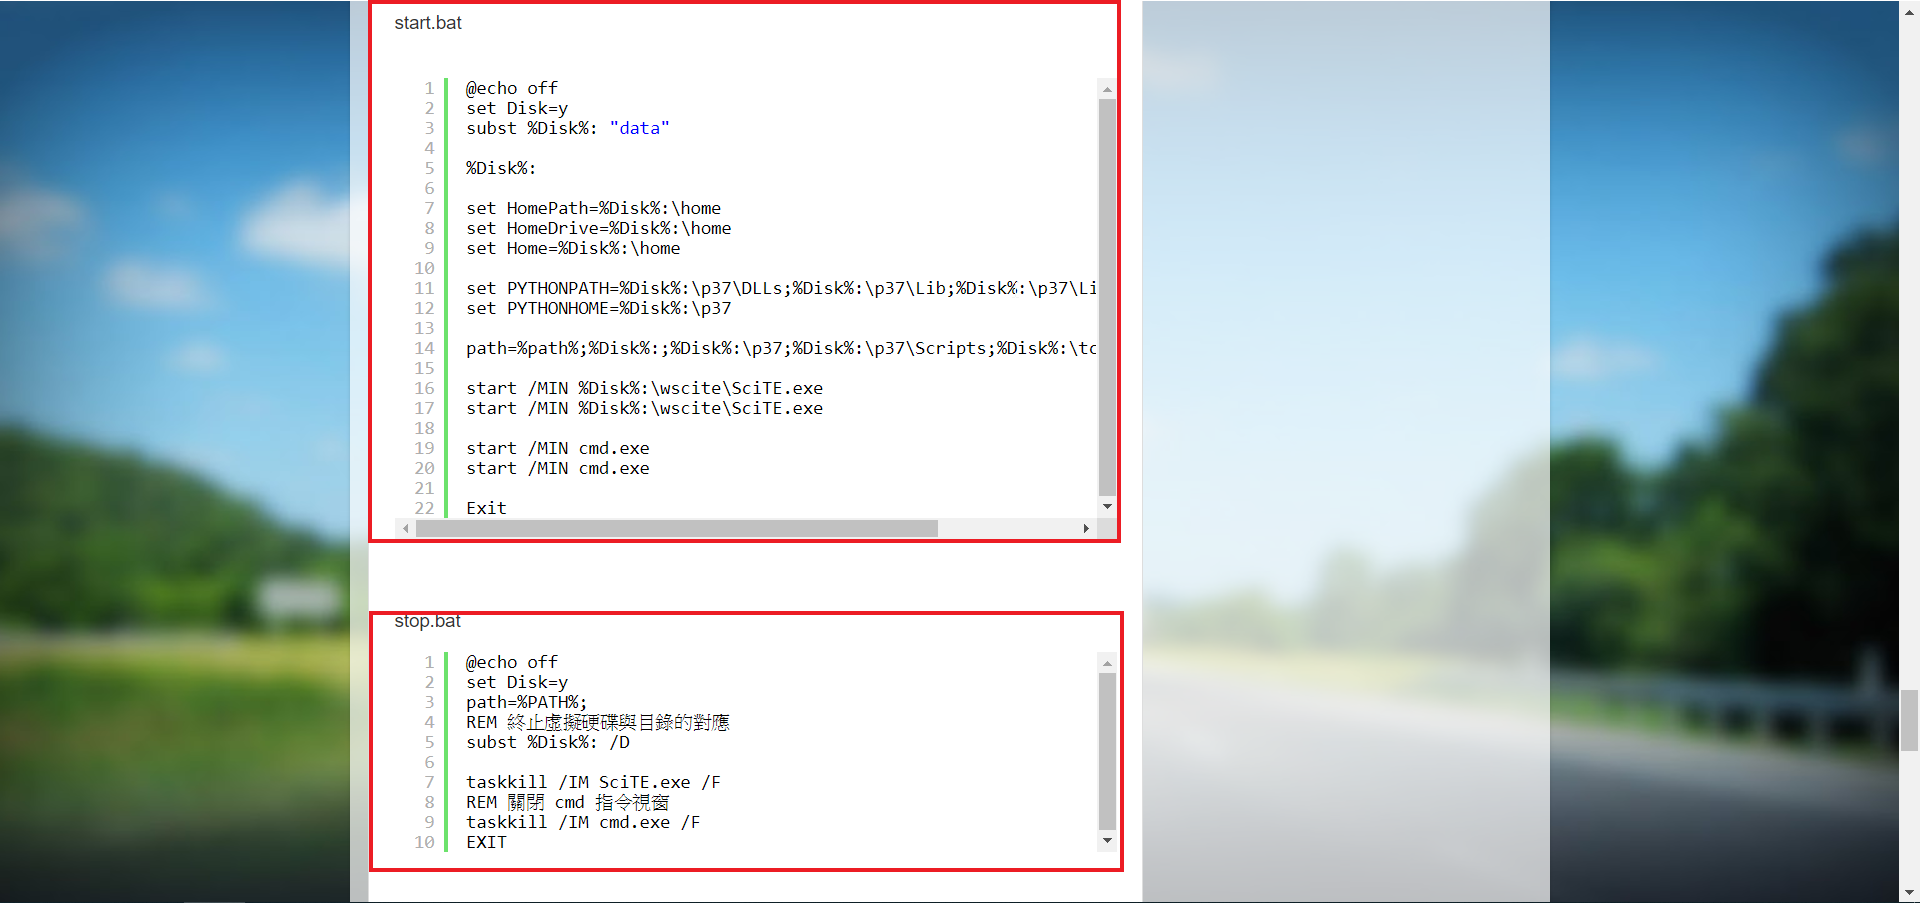 start.bat
1 @echo off
2 set Disk=y
3 subst %Disk%: "data"
4
5 %Disk%:
6
7 set HomePath=%Disk%:\home
8 set HomeDrive=%Disk%:\home
9 set Home=%Disk%:\home
10
11 set PYTHONPATH=%Disk%:\p37\DLLs;%Disk%:\p37\Lib;%Disk%:\p37\Li
12 set PYTHONHOME=%Disk%:\p37
13
14 path=%path%;%Disk%:;%Disk%:\p37;%Disk%:\p37\Scripts;%Disk%:\tc
15
16 start /MIN %Disk%:\wscite\SciTE.exe
17 start /MIN %Disk%:\wscite\SciTE.exe
18
19 start /MIN cmd.exe
20 start /MIN cmd.exe
21
22 Exit
stop.bat
1 @echo off
2 set Disk=y
3 path=%PATH%;
4 REM 終止虛擬硬碟與目錄的對應
5 subst %Disk%: /D
6
7 taskkill /IM SciTE.exe /F
8 REM 關閉 cmd 指令視窗
9 taskkill /IM cmd.exe /F
10 EXIT